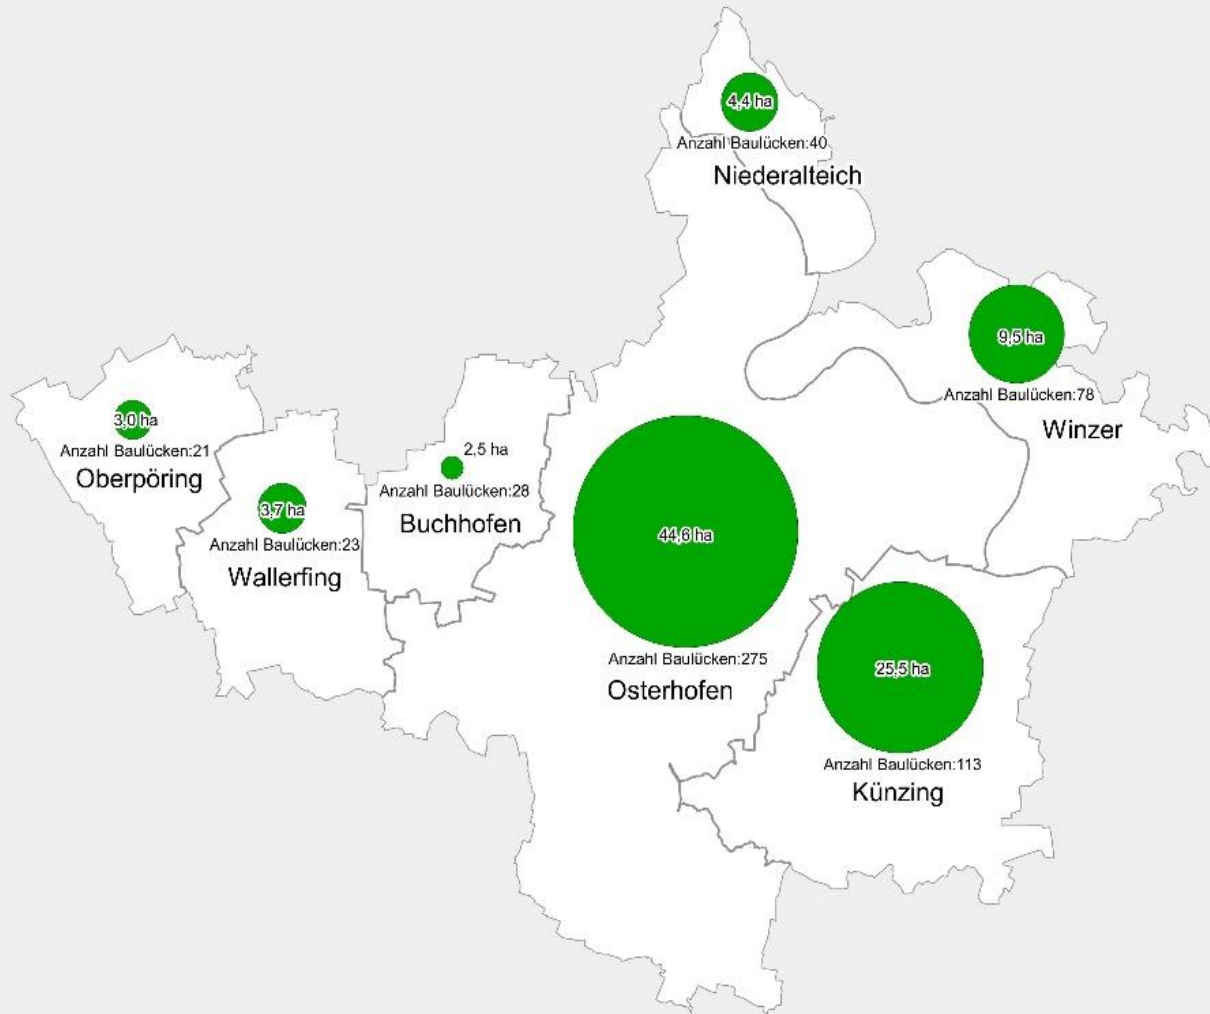 4,4 ha
Anzahl Baulücken:40
Niederalteich
9,5 ha
Anzahl Baulücken:78
Winzer
3,0 ha
Anzahl Baulücken:21
Oberpöring
3,7 ha
Anzahl Baulücken:23
Wallerfing
2,5 ha
Anzahl Baulücken:28
Buchhofen
44,6 ha
Anzahl Baulücken:275
Osterhofen
25,5 ha
Anzahl Baulücken:113
Künzing